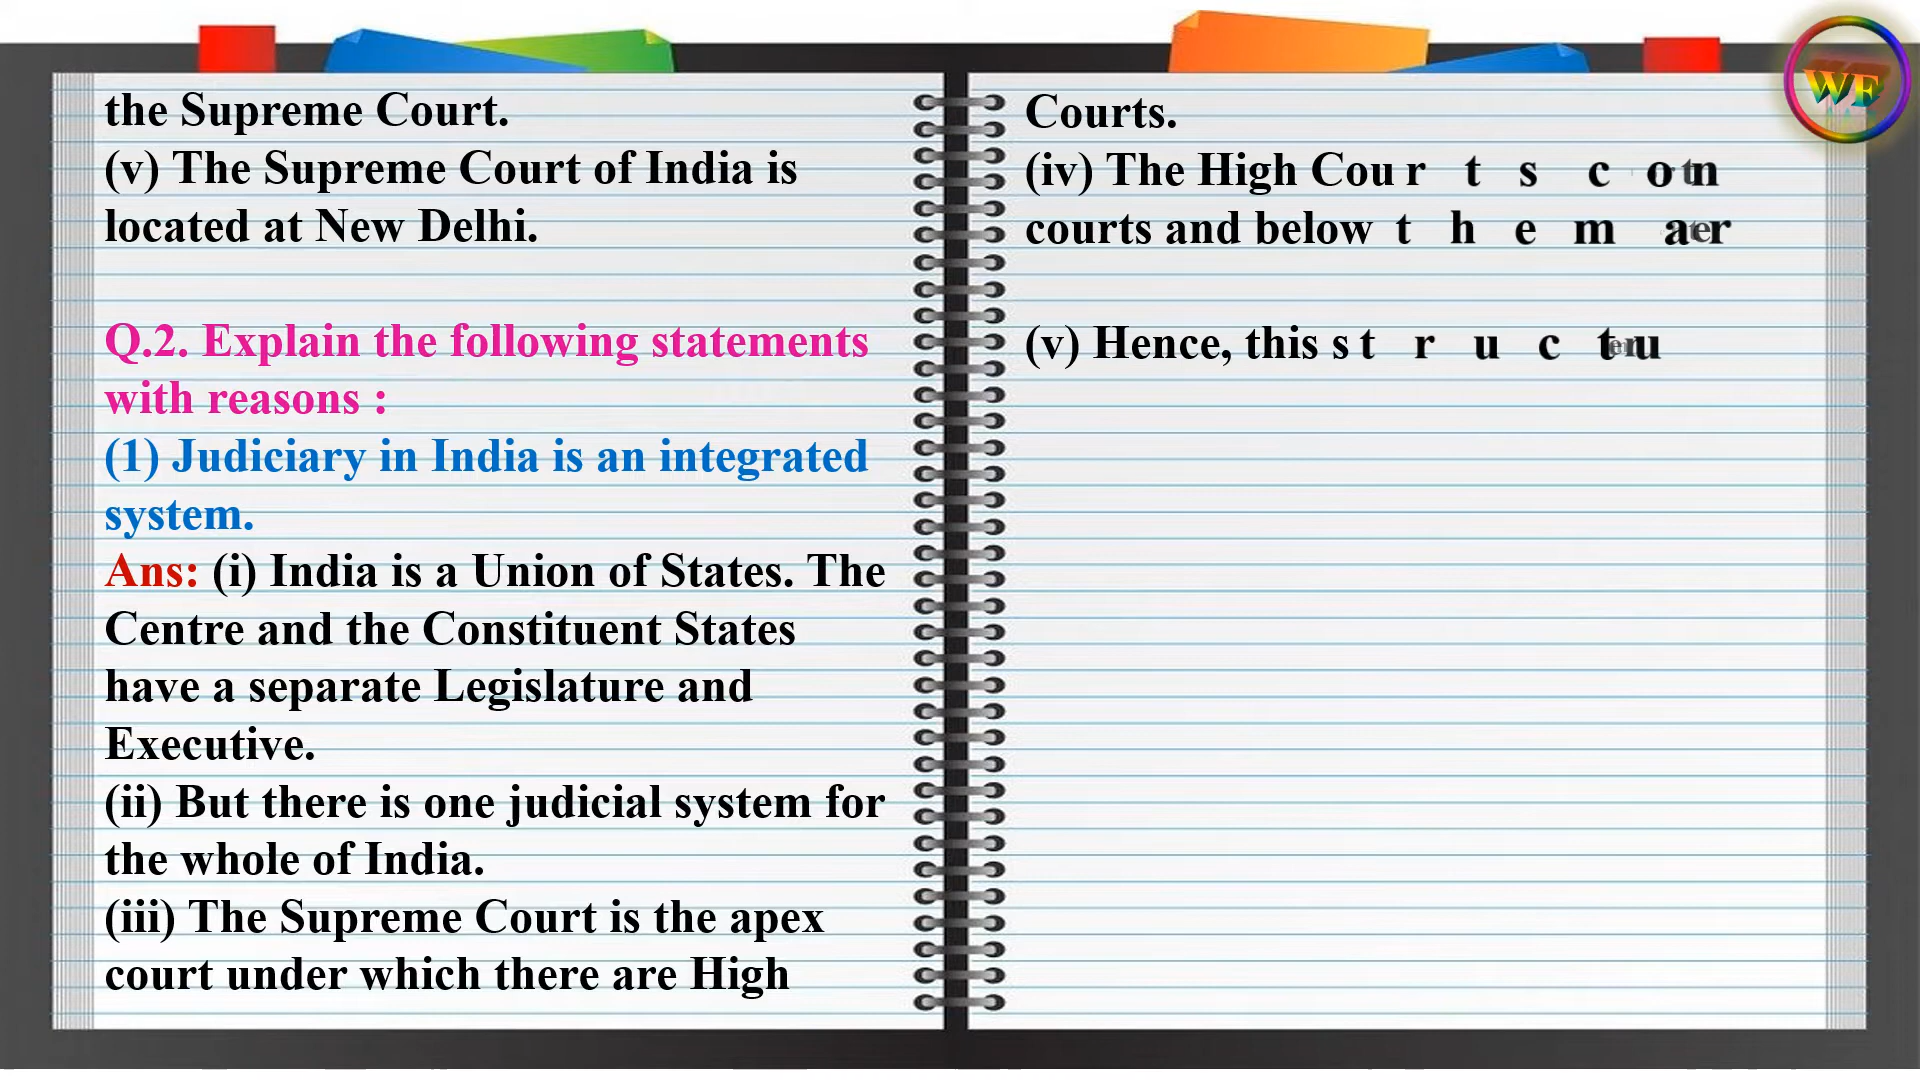 the Supreme Court.
(v) The Supreme Court of India is
located at New Delhi.
Q.2. Explain the following statements
with reasons :
(1) Judiciary in India is an integrated
system.
Ans: (i) India is a Union of States. The
Centre and the Constituent States
have a separate Legislature and
Executive.
(ii) But there is one judicial system for
the whole of India.
(iii) The Supreme Court is the apex
court under which there are High
Courts.
(iv) The High Courts
courts and below them
(v) Hence, this
WE